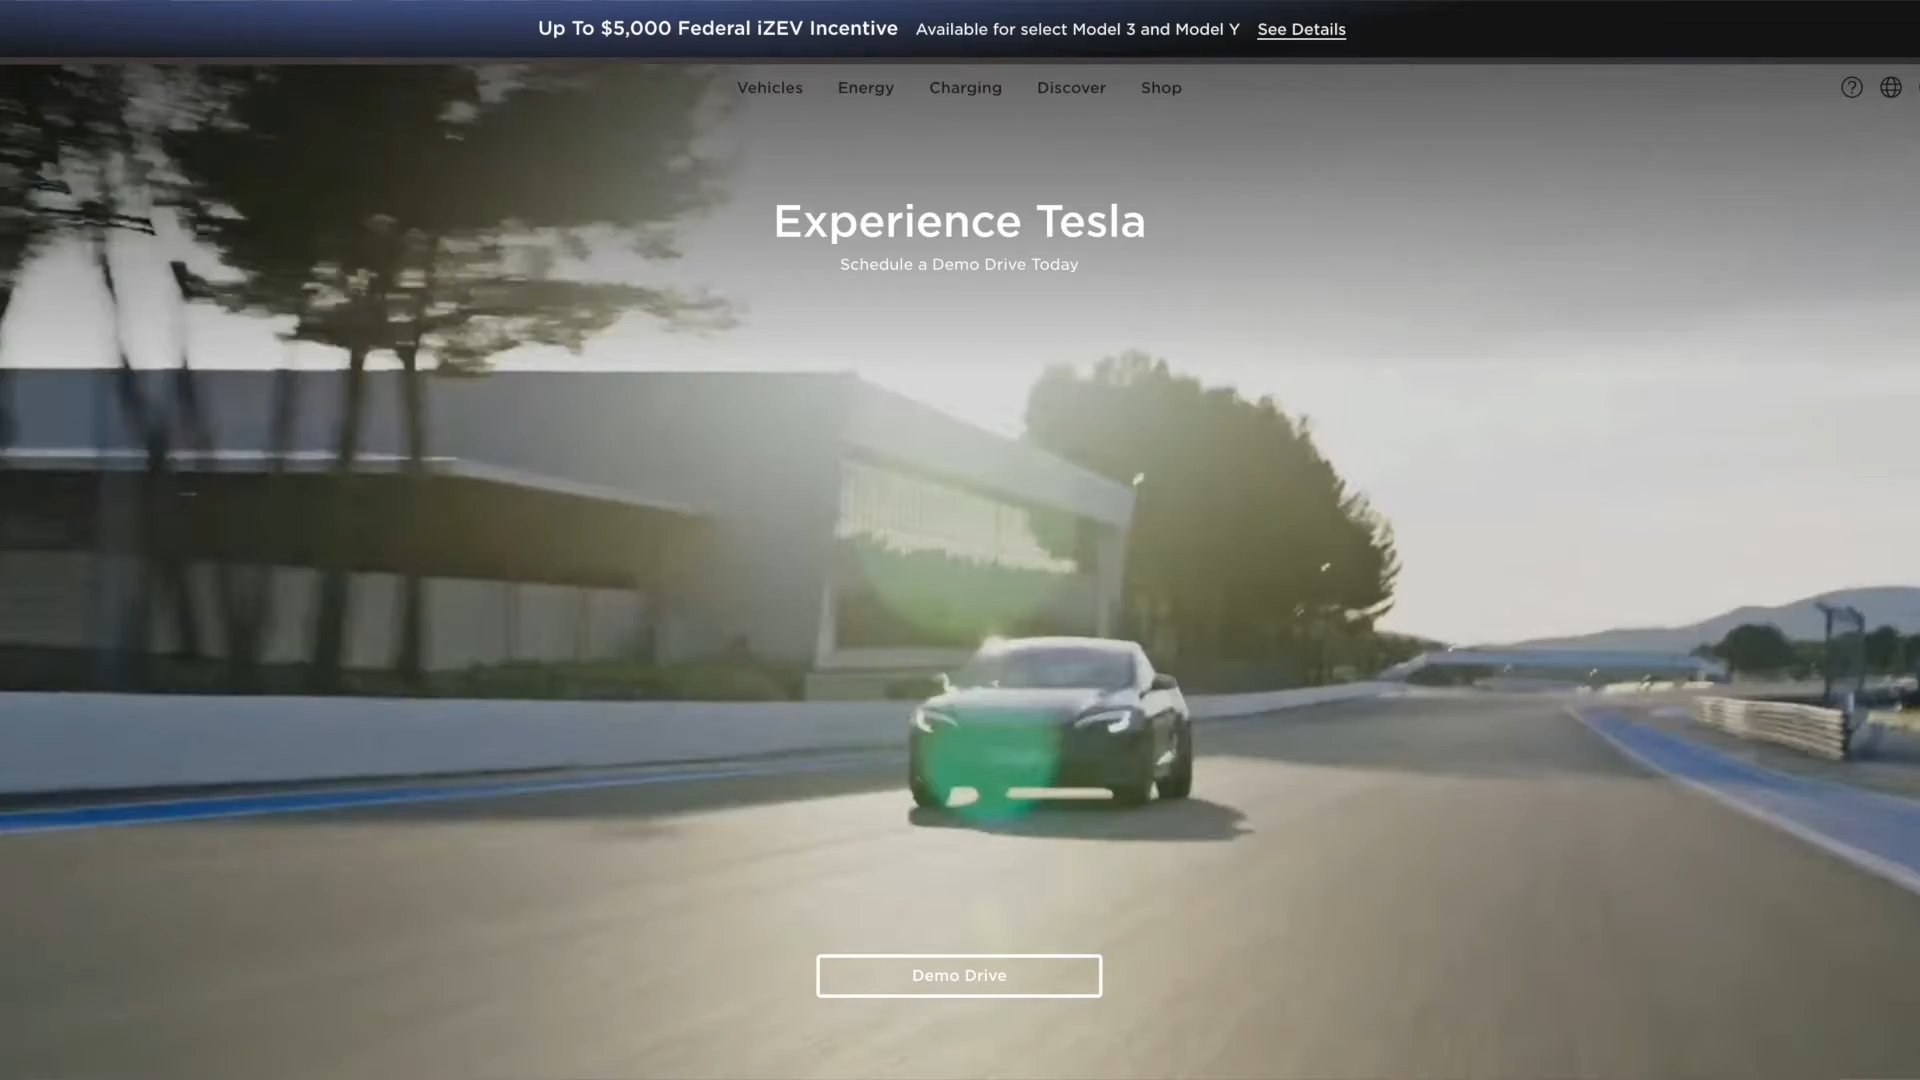 Up To $5,000 Federal iZEV Incentive Available for select Model 3 and Model Y See Details
Vehicles Energy Charging Discover Shop
Experience Tesla
Schedule a Demo Drive Today
Demo Drive